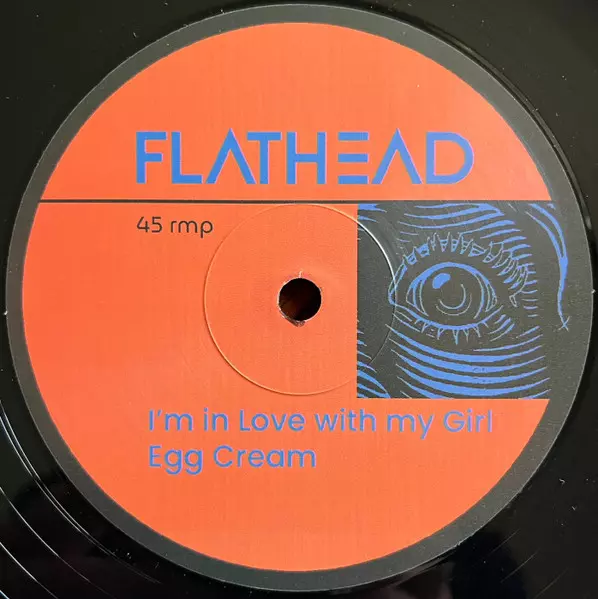 FLATHEAD
45 rmp
I'm in Love with my Girl
Egg Cream